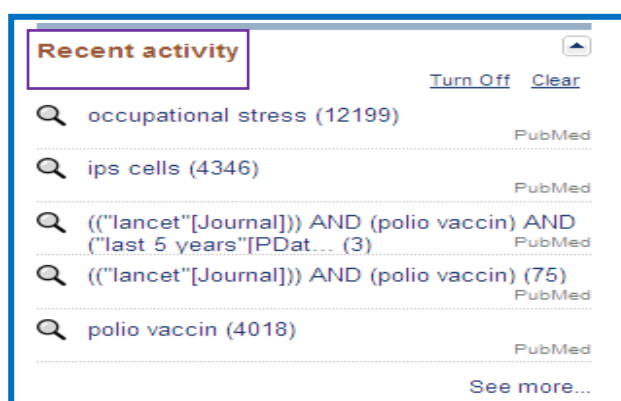 Recent activity
Turn Off Clear
occupational stress (12199)
PubMed
ips cells (4346)
PubMed
(("lancet"[Journal])) AND (polio vaccin) AND
("last 5 years"[PDat... (3)
PubMed
(("lancet"[Journal])) AND (polio vaccin) (75)
PubMed
polio vaccin (4018)
PubMed
See more...